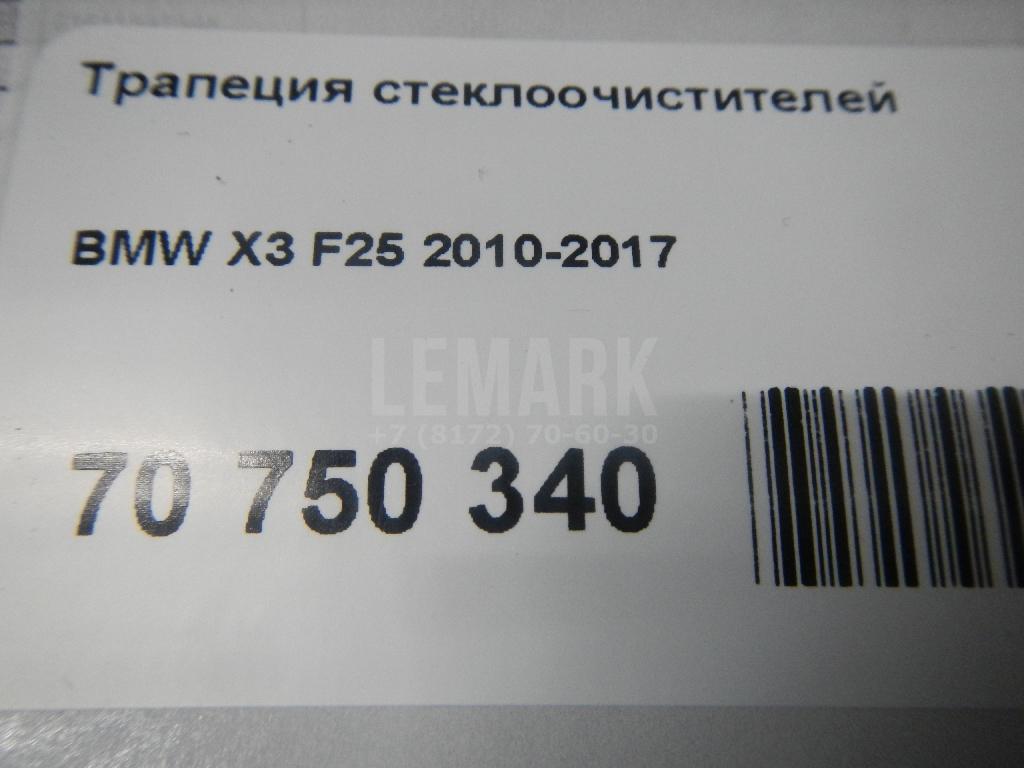 Трапеция стеклоочистителей
BMW X3 F25 2010-2017
LEMARK
+7 (8172) 70-60-30
70 750 340